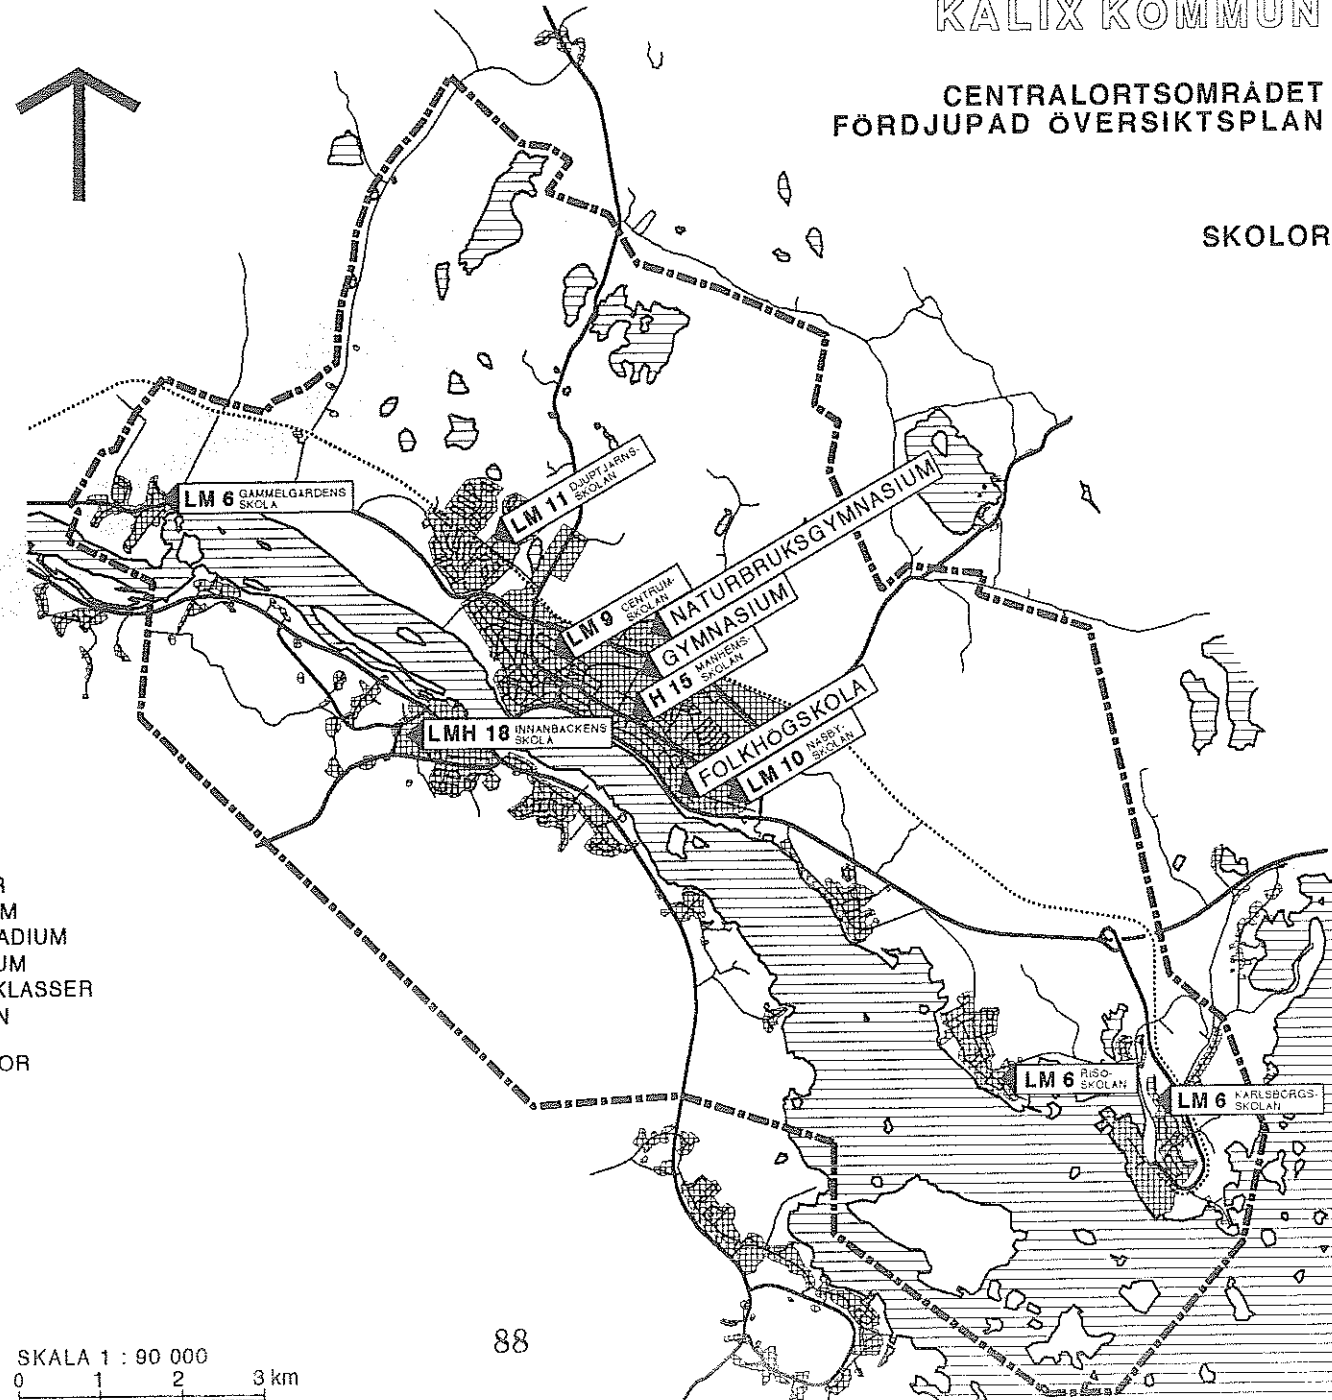 KALIX KOMMUN
CENTRALORTSOMRÅDET
FÖRDJUPAD ÖVERSIKTSPLAN
SKOLOR
LM 6 GAMMELGÅRDENS
SKOLA
LM 11 DJUPTJÄRNS-
SKOLAN
LM 9 CENTRUM-
SKOLAN
NATURBRUKSGYMNASIUM
GYMNASIUM
H 15 MANHEMS-
SKOLAN
LMH 18 INNANBÄCKENS
SKOLA
FOLKHÖGSKOLA
LM 10 NÄSBY-
SKOLAN
R
M
ADIUM
UM
KLASSER
N
OR
LM 6 RISÖ-
SKOLAN
LM 6 KARLSBORGS-
SKOLAN
88
SKALA 1 : 90 000
0 1 2 3 km